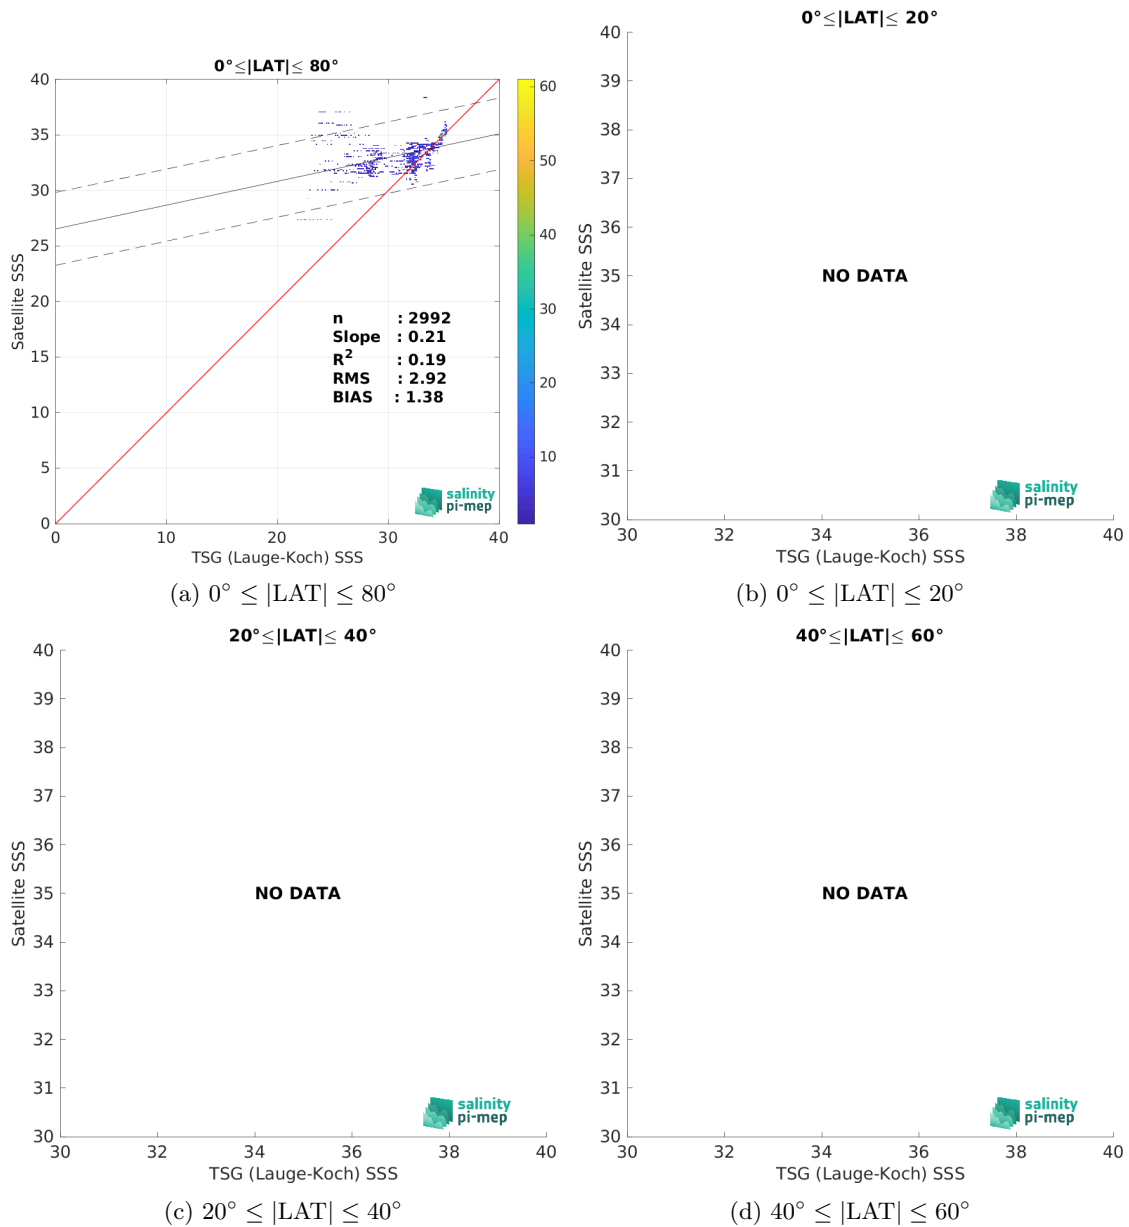 0°≤|LAT|≤ 80°
40
35
30
25
20
15
10
5
0
0
10
20
30
40
60
50
40
30
20
10
Satellite SSS
n : 2992
Slope : 0.21
R² : 0.19
RMS : 2.92
BIAS : 1.38
salinity
pi-mep
TSG (Lauge-Koch) SSS
(a) 0° ≤ |LAT| ≤ 80°
0°≤|LAT|≤ 20°
40
39
38
37
36
35
34
33
32
31
30
30
32
34
36
38
40
Satellite SSS
NO DATA
salinity
pi-mep
TSG (Lauge-Koch) SSS
(b) 0° ≤ |LAT| ≤ 20°
20°≤|LAT|≤ 40°
40
39
38
37
36
35
34
33
32
31
30
30
32
34
36
38
40
Satellite SSS
NO DATA
salinity
pi-mep
TSG (Lauge-Koch) SSS
(c) 20° ≤ |LAT| ≤ 40°
40°≤|LAT|≤ 60°
40
39
38
37
36
35
34
33
32
31
30
30
32
34
36
38
40
Satellite SSS
NO DATA
salinity
pi-mep
TSG (Lauge-Koch) SSS
(d) 40° ≤ |LAT| ≤ 60°